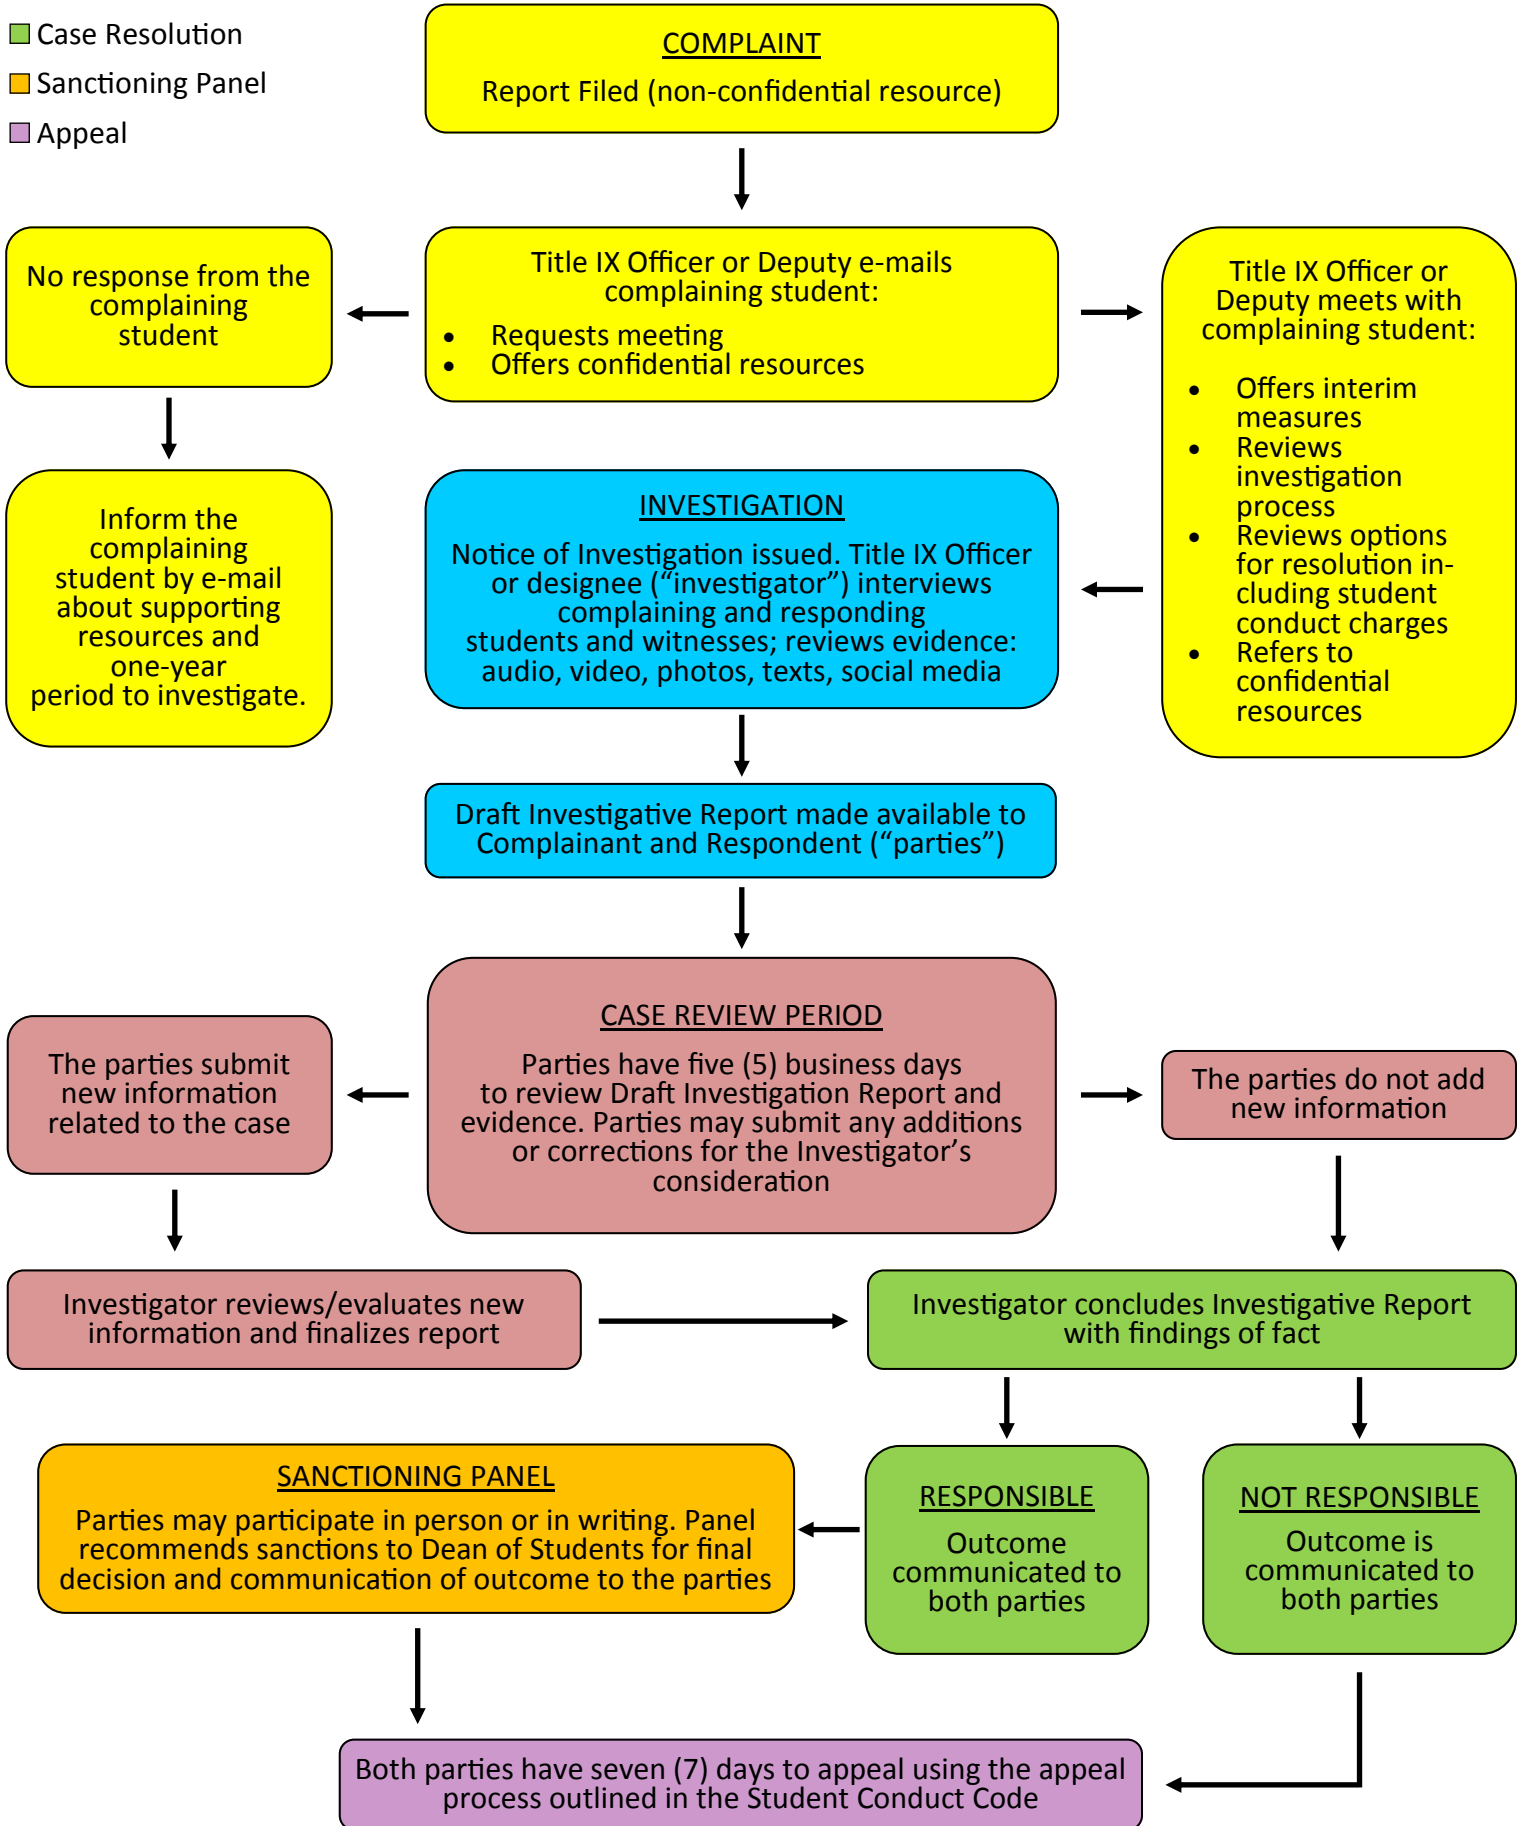 Case Resolution
Sanctioning Panel
Appeal
COMPLAINT
Report Filed (non-confidential resource)
No response from the
complaining
student
Title IX Officer or Deputy e-mails
complaining student:
• Requests meeting
• Offers confidential resources
Title IX Officer or
Deputy meets with
complaining student:
• Offers interim
measures
• Reviews
investigation
process
• Reviews options
for resolution in-
cluding student
conduct charges
• Refers to
confidential
resources
Inform the
complaining
student by e-mail
about supporting
resources and
one-year
period to investigate.
INVESTIGATION
Notice of Investigation issued. Title IX Officer
or designee (“investigator”) interviews
complaining and responding
students and witnesses; reviews evidence:
audio, video, photos, texts, social media
Draft Investigative Report made available to
Complainant and Respondent (“parties”)
CASE REVIEW PERIOD
Parties have five (5) business days
to review Draft Investigation Report and
evidence. Parties may submit any additions
or corrections for the Investigator’s
consideration
The parties submit
new information
related to the case
The parties do not add
new information
Investigator reviews/evaluates new
information and finalizes report
Investigator concludes Investigative Report
with findings of fact
SANCTIONING PANEL
Parties may participate in person or in writing. Panel
recommends sanctions to Dean of Students for final
decision and communication of outcome to the parties
RESPONSIBLE
Outcome
communicated to
both parties
NOT RESPONSIBLE
Outcome is
communicated to
both parties
Both parties have seven (7) days to appeal using the appeal
process outlined in the Student Conduct Code